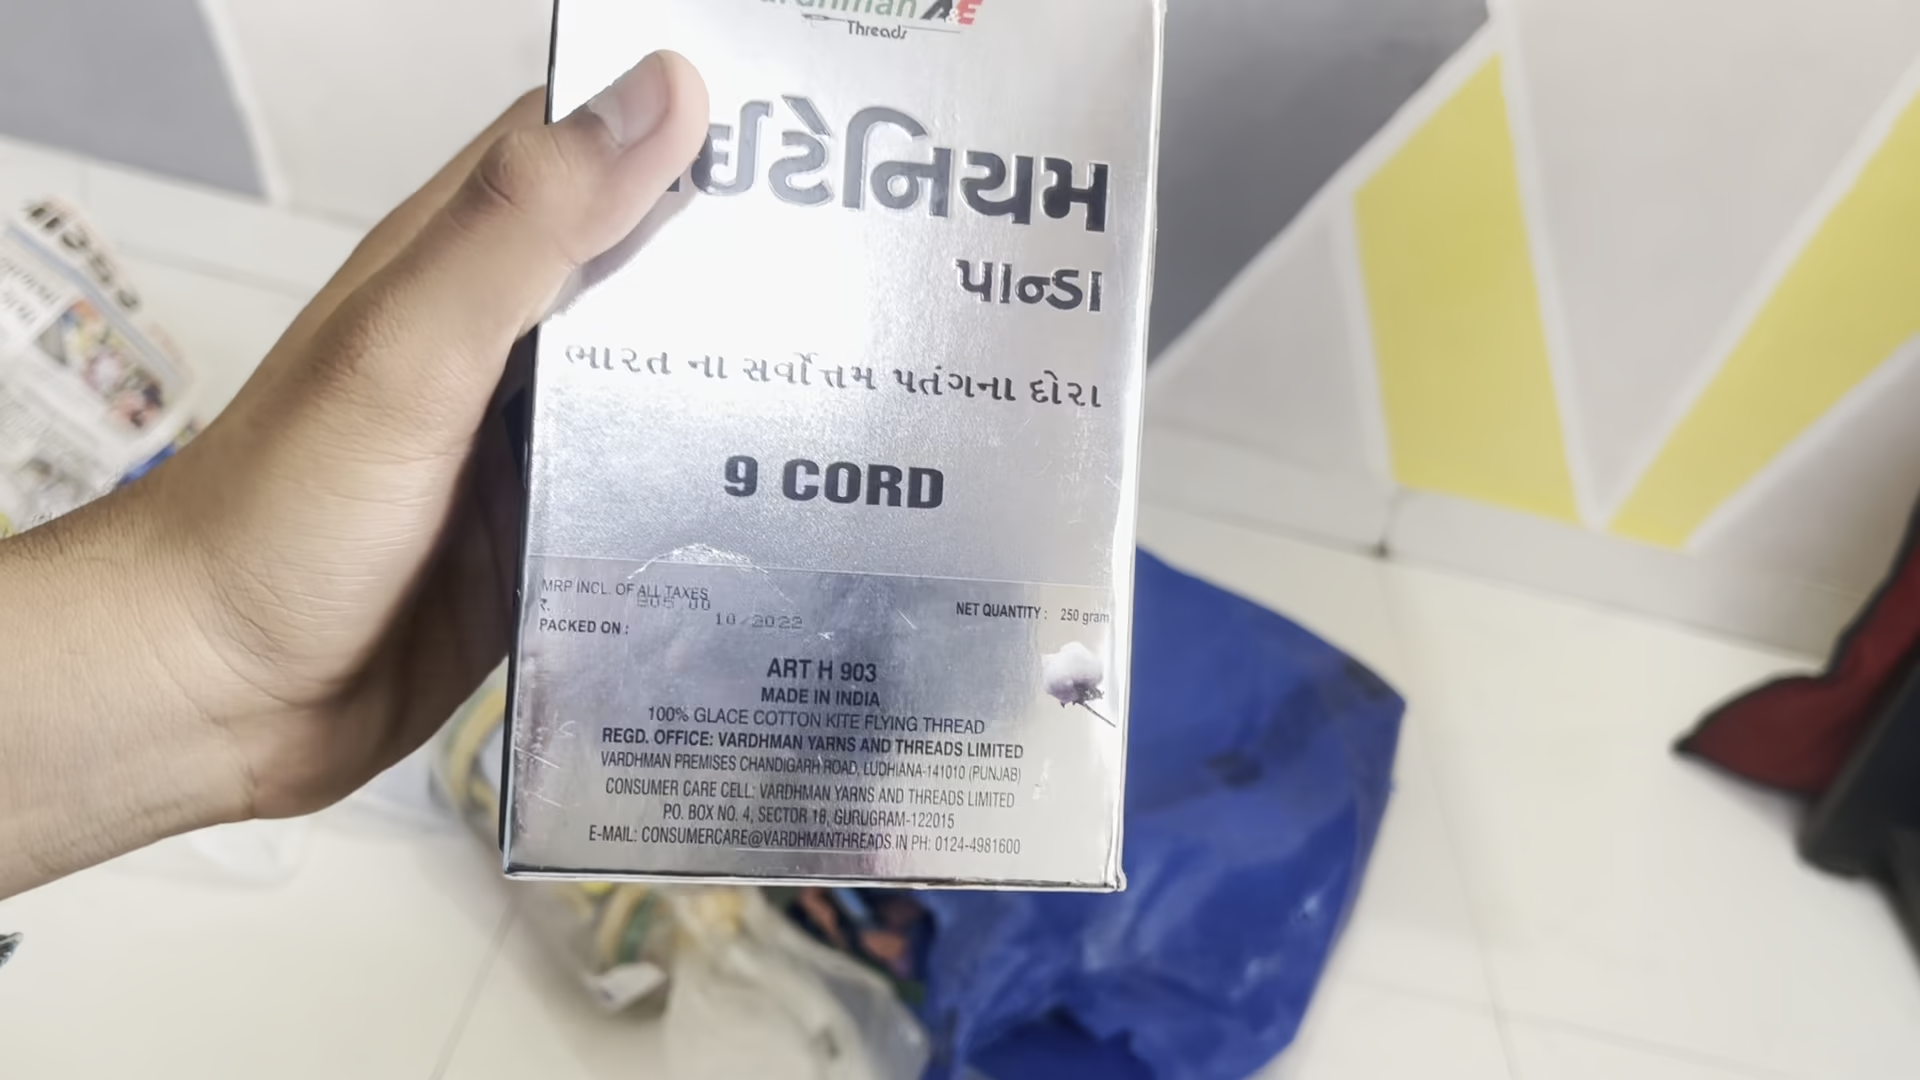 A&E
Threads
પાન્ડા
ભારત ના સર્વોત્તમ પતંગના દોરા
9 CORD
MRP INCL. OF ALL TAXES
₹.
10/2022
PACKED ON :
NET QUANTITY : 250 gram
ART H 903
MADE IN INDIA
100% GLACE COTTON KITE FLYING THREAD
REGD. OFFICE: VARDHMAN YARNS AND THREADS LIMITED
VARDHMAN PREMISES CHANDIGARH ROAD, LUDHIANA-141010 (PUNJAB)
CONSUMER CARE CELL: VARDHMAN YARNS AND THREADS LIMITED
P.O. BOX NO. 4, SECTOR 18, GURUGRAM-122015
E-MAIL: CONSUMERCARE@VARDHMANTHREADS.IN PH: 0124-4981600